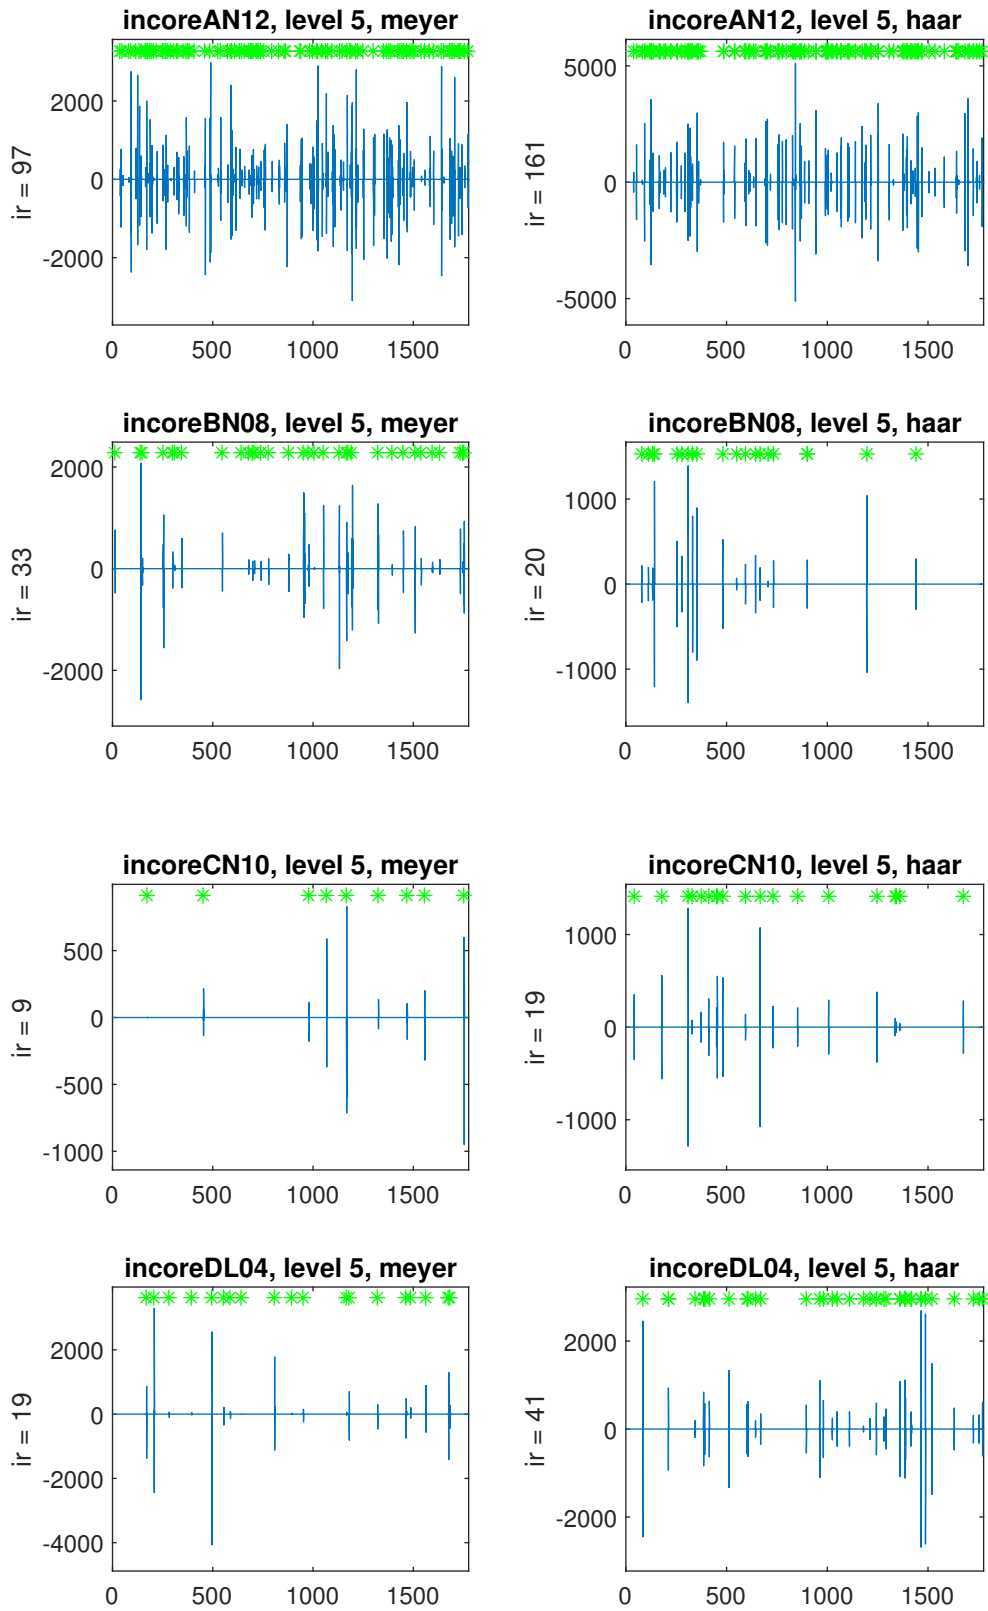 incoreAN12, level 5, meyer
2000
0
-2000
ir = 97
0 500 1000 1500
incoreAN12, level 5, haar
5000
0
-5000
ir = 161
0 500 1000 1500
incoreBN08, level 5, meyer
2000
0
-2000
ir = 33
0 500 1000 1500
incoreBN08, level 5, haar
1000
0
-1000
ir = 20
0 500 1000 1500
incoreCN10, level 5, meyer
500
0
-500
-1000
ir = 9
0 500 1000 1500
incoreCN10, level 5, haar
1000
0
-1000
ir = 19
0 500 1000 1500
incoreDL04, level 5, meyer
2000
0
-2000
-4000
ir = 19
0 500 1000 1500
incoreDL04, level 5, haar
2000
0
-2000
ir = 41
0 500 1000 1500